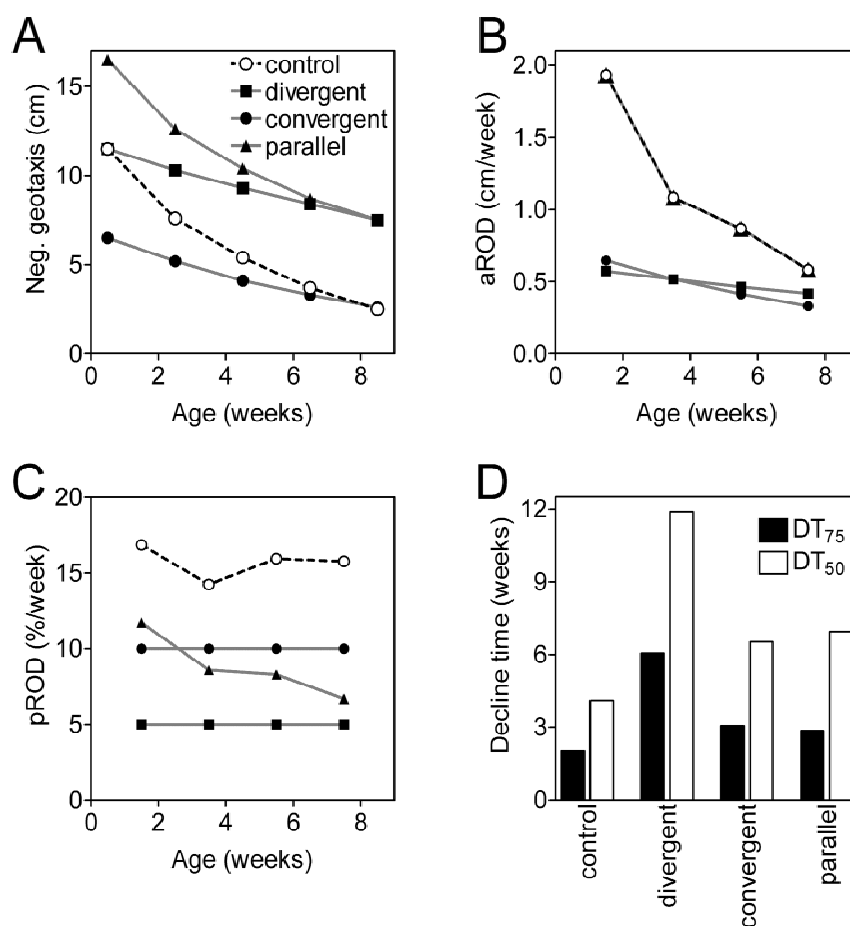 A
Neg. geotaxis (cm)
15
10
5
0
0 2 4 6 8
Age (weeks)
control
divergent
convergent
parallel
B
aROD (cm/week)
2.0
1.5
1.0
0.5
0.0
0 2 4 6 8
Age (weeks)
C
pROD (%/week)
20
15
10
5
0
0 2 4 6 8
Age (weeks)
D
Decline time (weeks)
12
9
6
3
0
DT75
DT50
control
divergent
convergent
parallel